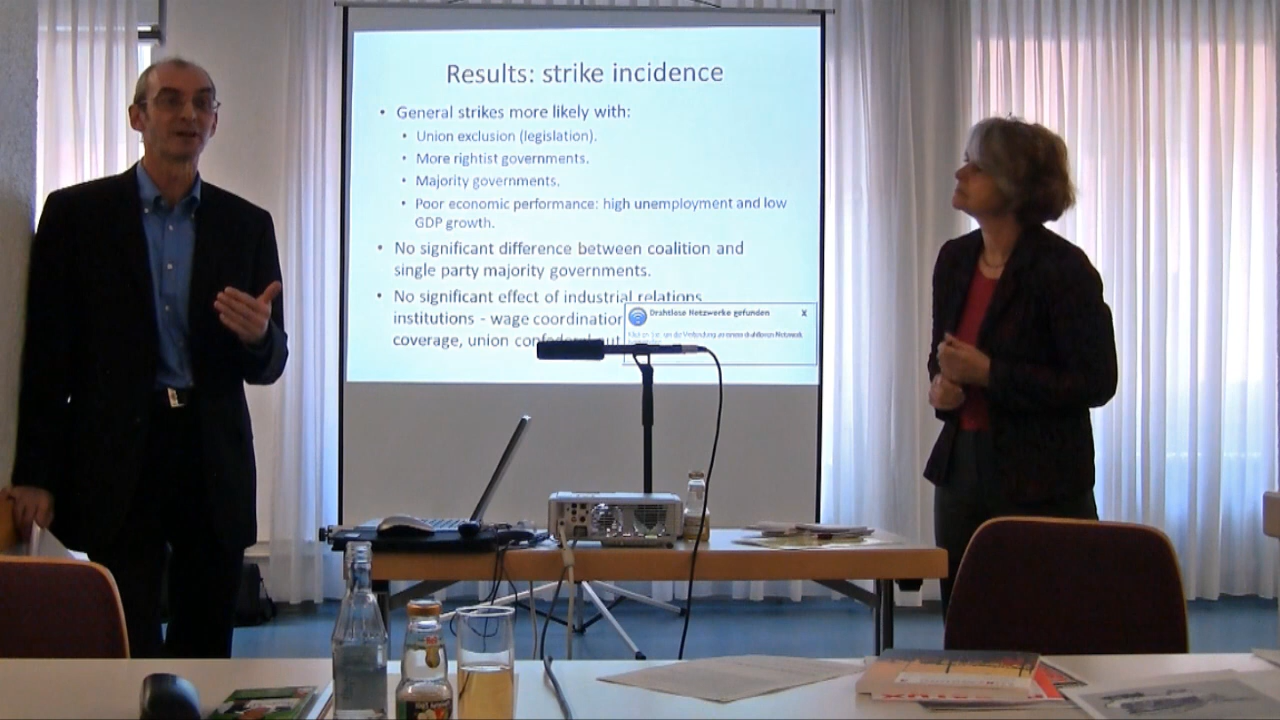 Results: strike incidence
• General strikes more likely with:
• Union exclusion (legislation).
• More rightist governments.
• Majority governments.
• Poor economic performance: high unemployment and low
GDP growth.
• No significant difference between coalition and
single party majority governments.
• No significant effect of industrial relations
institutions - wage coordination
coverage, union
Drahtlose Netzwerke gefunden X